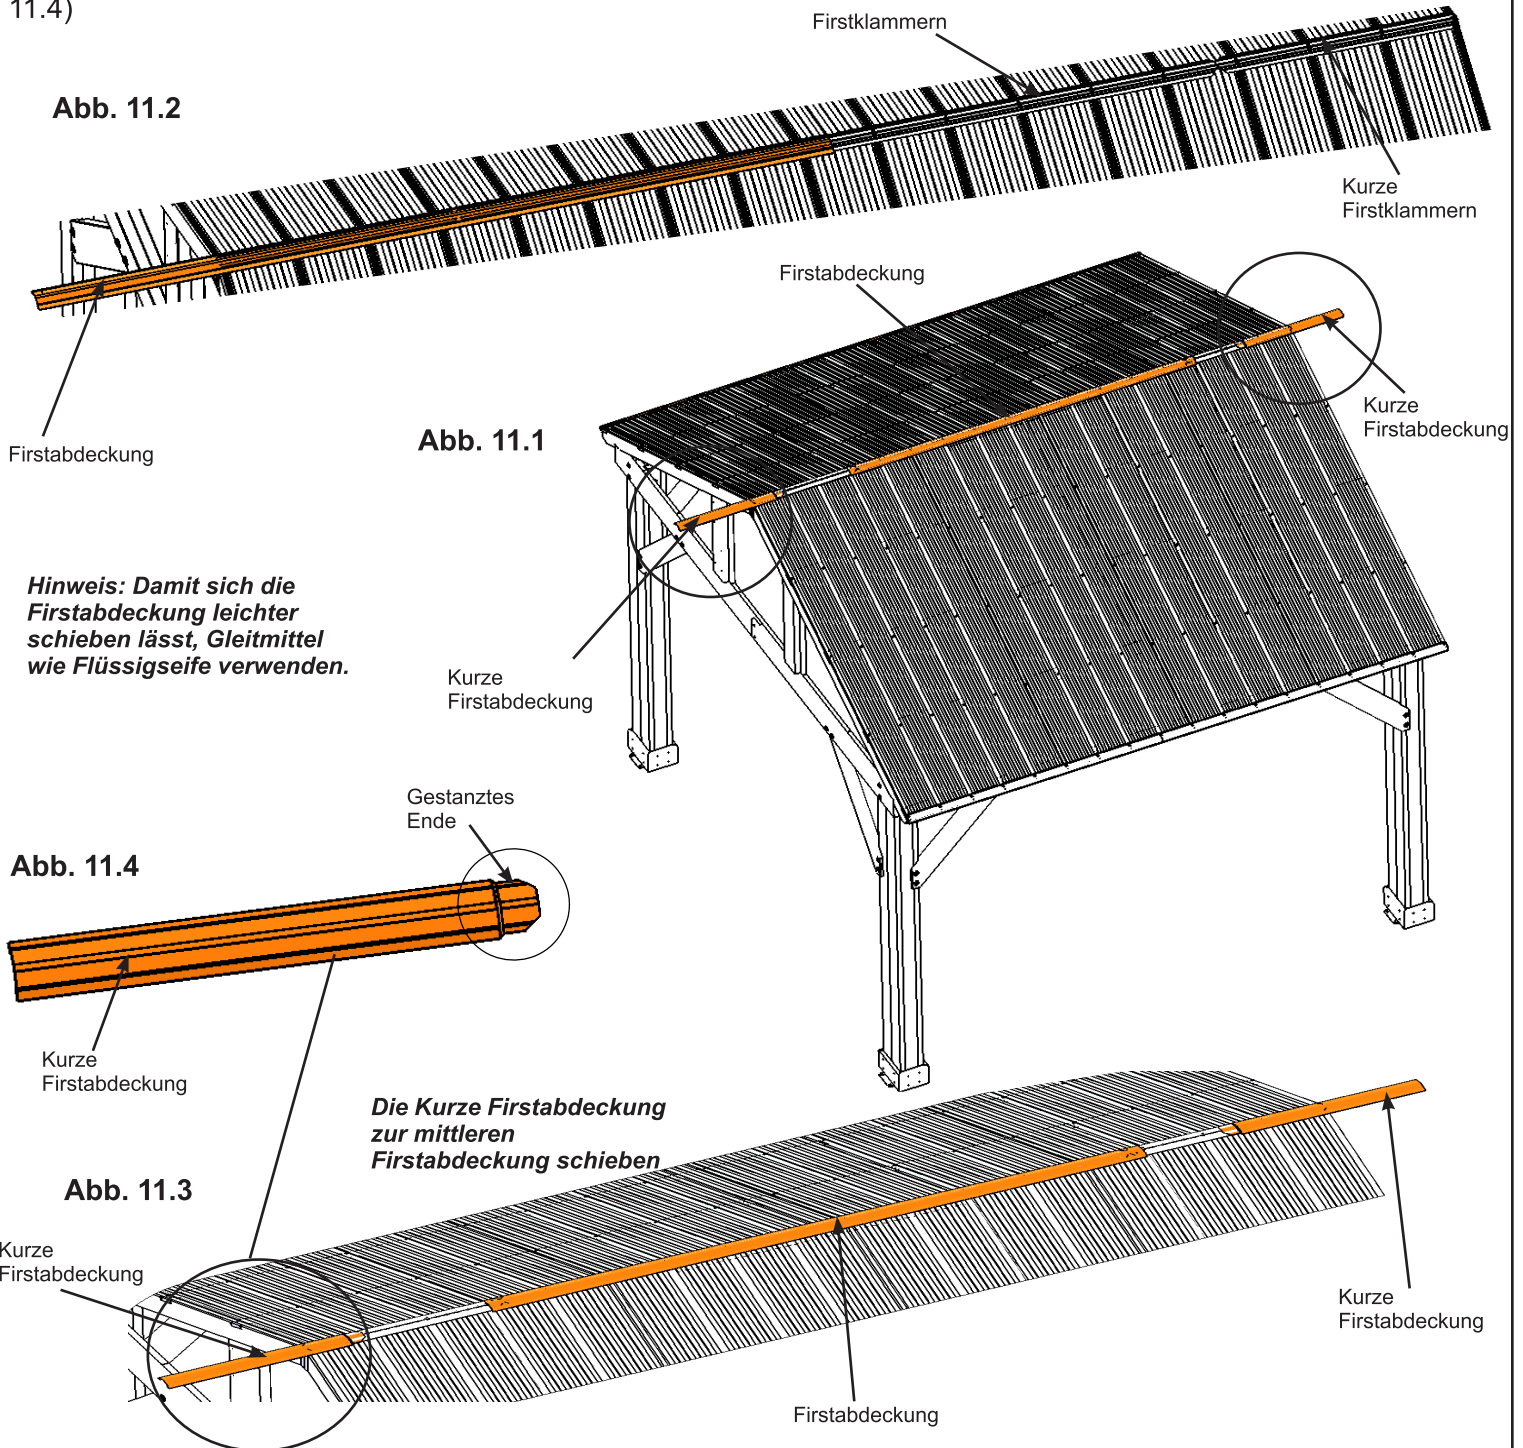 11.4)
Firstklammern
Abb. 11.2
Kurze
Firstklammern
Firstabdeckung
Firstabdeckung
Abb. 11.1
Kurze
Firstabdeckung
Hinweis: Damit sich die
Firstabdeckung leichter
schieben lässt, Gleitmittel
wie Flüssigseife verwenden.
Kurze
Firstabdeckung
Gestanztes
Ende
Abb. 11.4
Kurze
Firstabdeckung
Die Kurze Firstabdeckung
zur mittleren
Firstabdeckung schieben
Abb. 11.3
Kurze
Firstabdeckung
Kurze
Firstabdeckung
Firstabdeckung